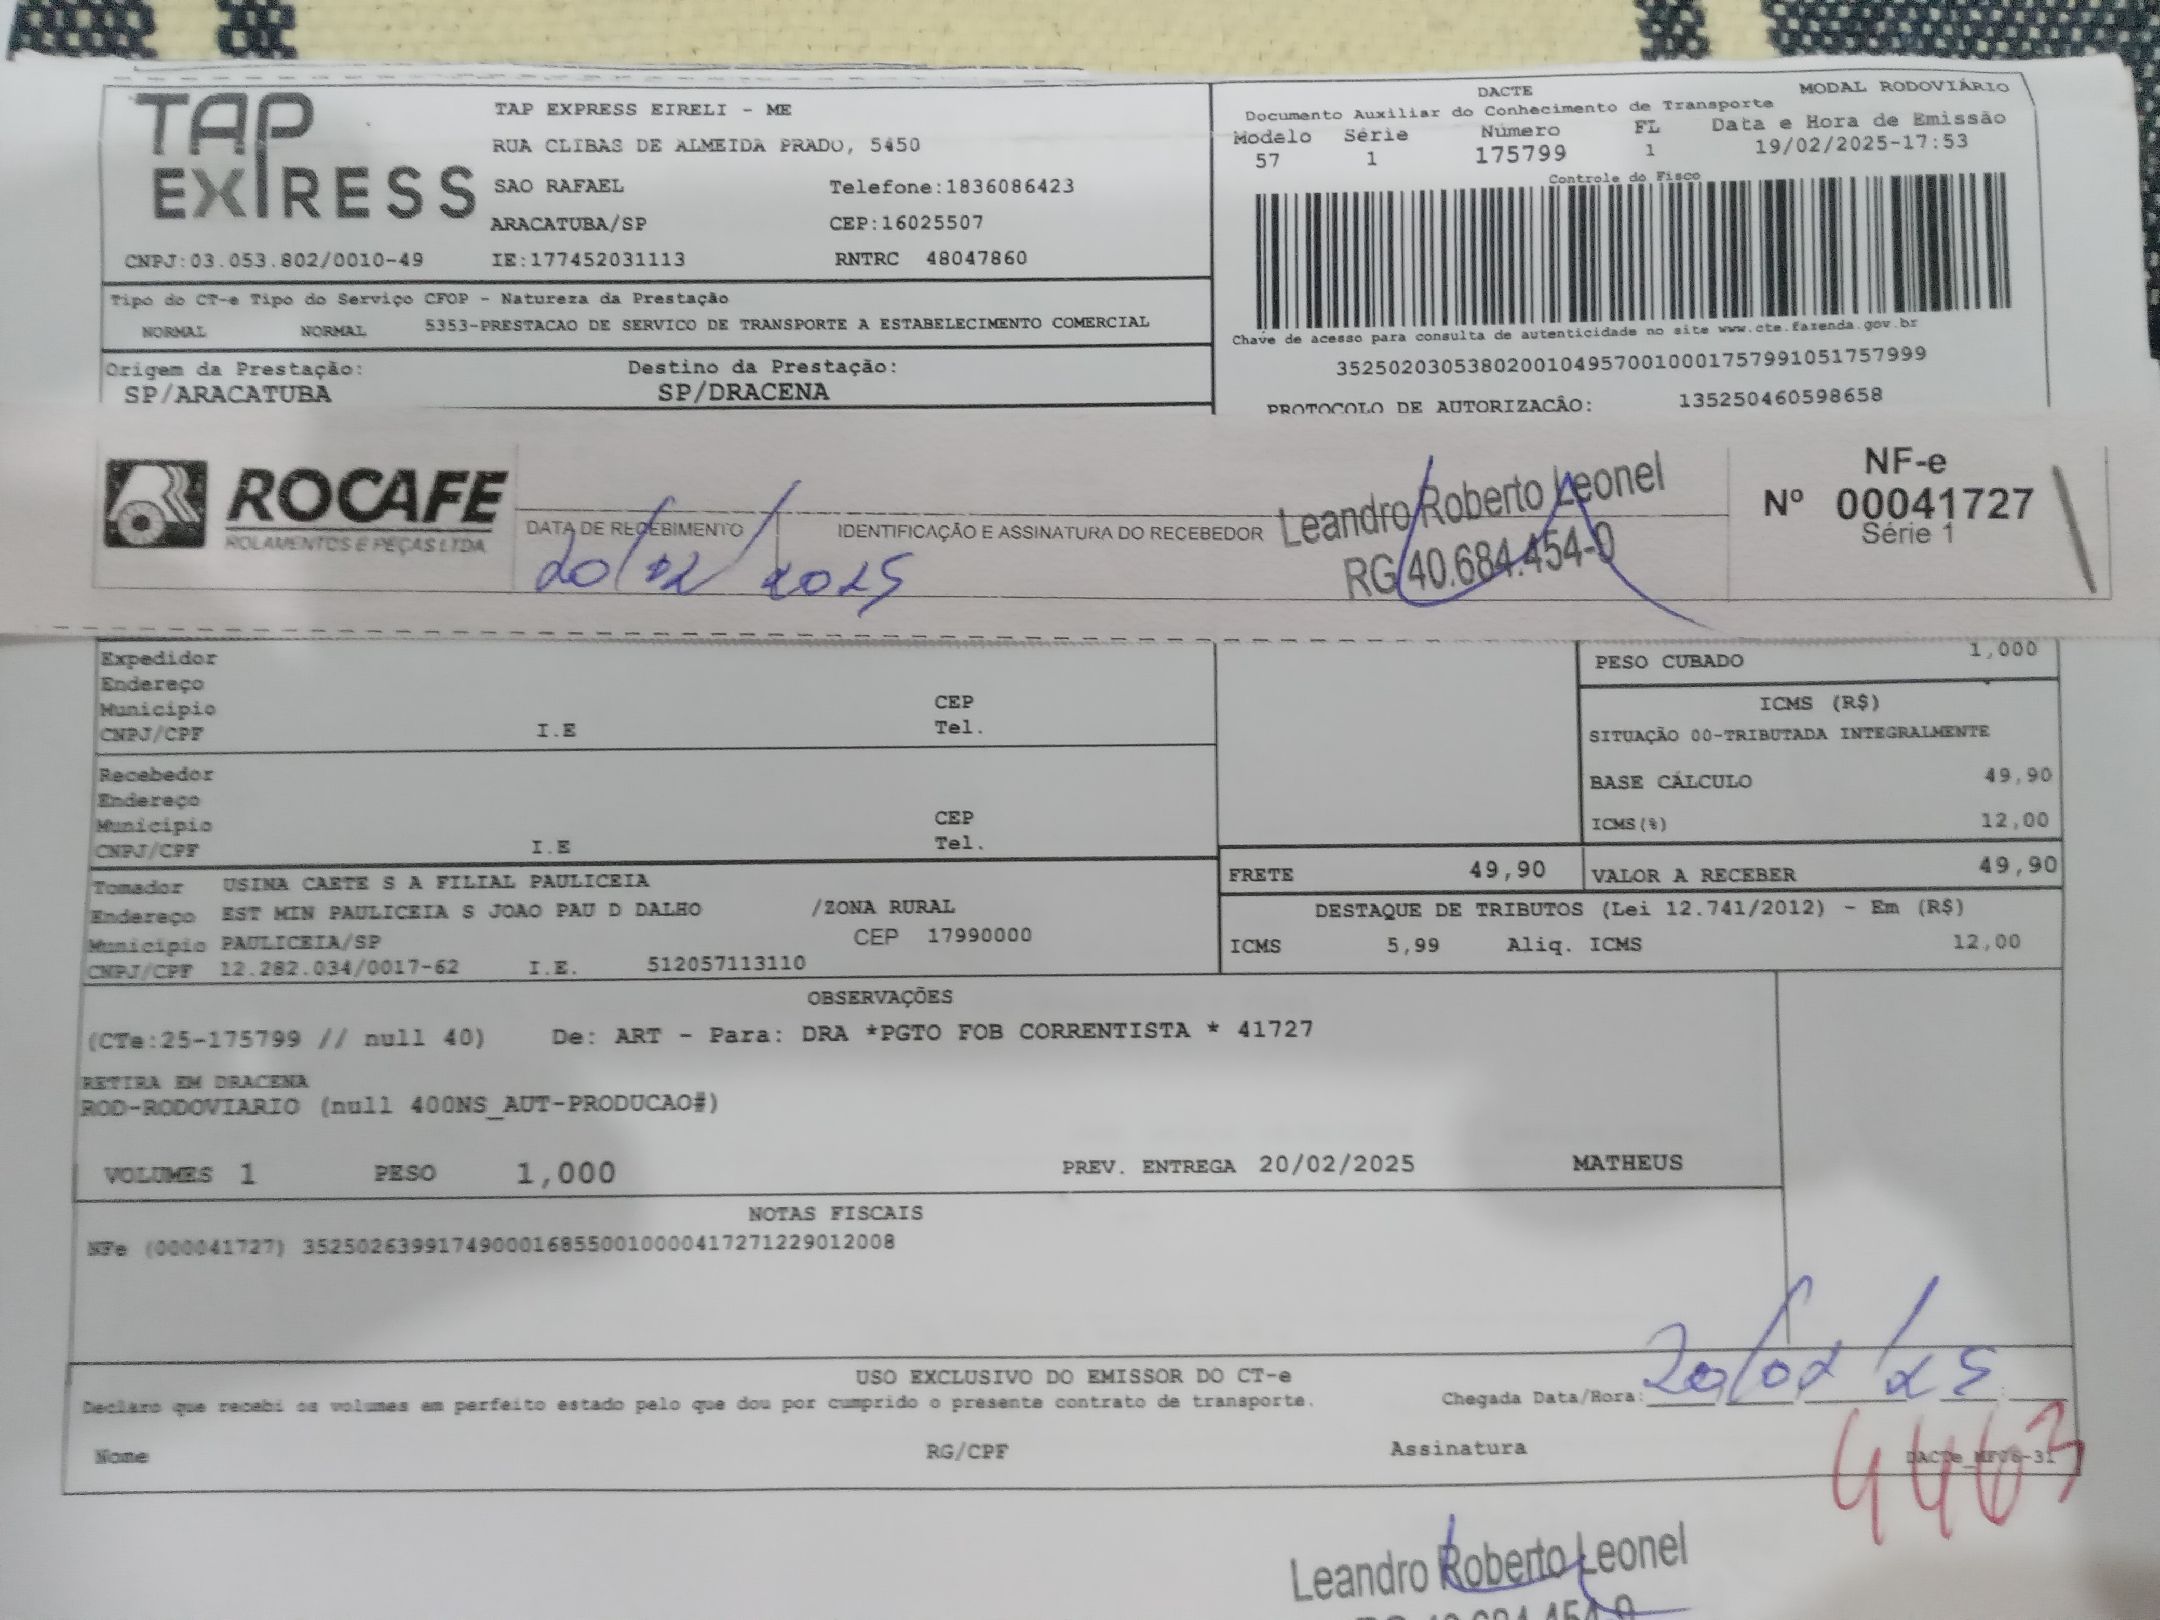 TAP EXPRESS
TAP EXPRESS EIRELI - ME
RUA CLIBAS DE ALMEIDA PRADO, 5450
SAO RAFAEL Telefone:1836086423
ARACATUBA/SP CEP:16025507
CNPJ:03.053.802/0010-49 IE:177452031113 RNTRC 48047860
DACTE MODAL RODOVIÁRIO
Documento Auxiliar do Conhecimento de Transporte
Modelo Série Número FL Data e Hora de Emissão
57 1 175799 1 19/02/2025-17:53
Controle do Fisco
Chave de acesso para consulta de autenticidade no site www.cte.fazenda.gov.br
35250203053802001049570010001757991051757999
PROTOCOLO DE AUTORIZACÃO: 135250460598658
Tipo do CT-e Tipo do Serviço CFOP - Natureza da Prestação
NORMAL NORMAL 5353-PRESTACAO DE SERVICO DE TRANSPORTE A ESTABELECIMENTO COMERCIAL
Origem da Prestação: Destino da Prestação:
SP/ARACATUBA SP/DRACENA
ROCAFE
ROLAMENTOS E PEÇAS LTDA
DATA DE RECEBIMENTO
20/02/2025
IDENTIFICAÇÃO E ASSINATURA DO RECEBEDOR
Leandro Roberto Leonel
RG 40.684.454-0
NF-e
Nº 00041727
Série 1
Expedidor
Endereço
Municipio CEP
CNPJ/CPF I.E Tel.
Recebedor
Endereço
Municipio CEP
CNPJ/CPF I.E Tel.
PESO CUBADO 1,000
ICMS (R$)
SITUAÇÃO 00-TRIBUTADA INTEGRALMENTE
BASE CÁLCULO 49,90
ICMS(%) 12,00
FRETE 49,90 VALOR A RECEBER 49,90
Tomador USINA CAETE S A FILIAL PAULICEIA
Endereço EST MIN PAULICEIA S JOAO PAU D DALHO /ZONA RURAL
Municipio PAULICEIA/SP CEP 17990000
CNPJ/CPF 12.282.034/0017-62 I.E. 512057113110
DESTAQUE DE TRIBUTOS (Lei 12.741/2012) - Em (R$)
ICMS 5,99 Aliq. ICMS 12,00
OBSERVAÇÕES
(CTe:25-175799 // null 40) De: ART - Para: DRA *PGTO FOB CORRENTISTA * 41727
RETIRA EM DRACENA
ROD-RODOVIARIO (null 400NS_AUT-PRODUCAO#)
VOLUMES 1 PESO 1,000 PREV. ENTREGA 20/02/2025 MATHEUS
NOTAS FISCAIS
NFe (000041727) 35250263991749000168550010000417271229012008
USO EXCLUSIVO DO EMISSOR DO CT-e
Declaro que recebi os volumes em perfeito estado pelo que dou por cumprido o presente contrato de transporte. Chegada Data/Hora: 20/02/25
Nome RG/CPF Assinatura
4463
Leandro Roberto Leonel